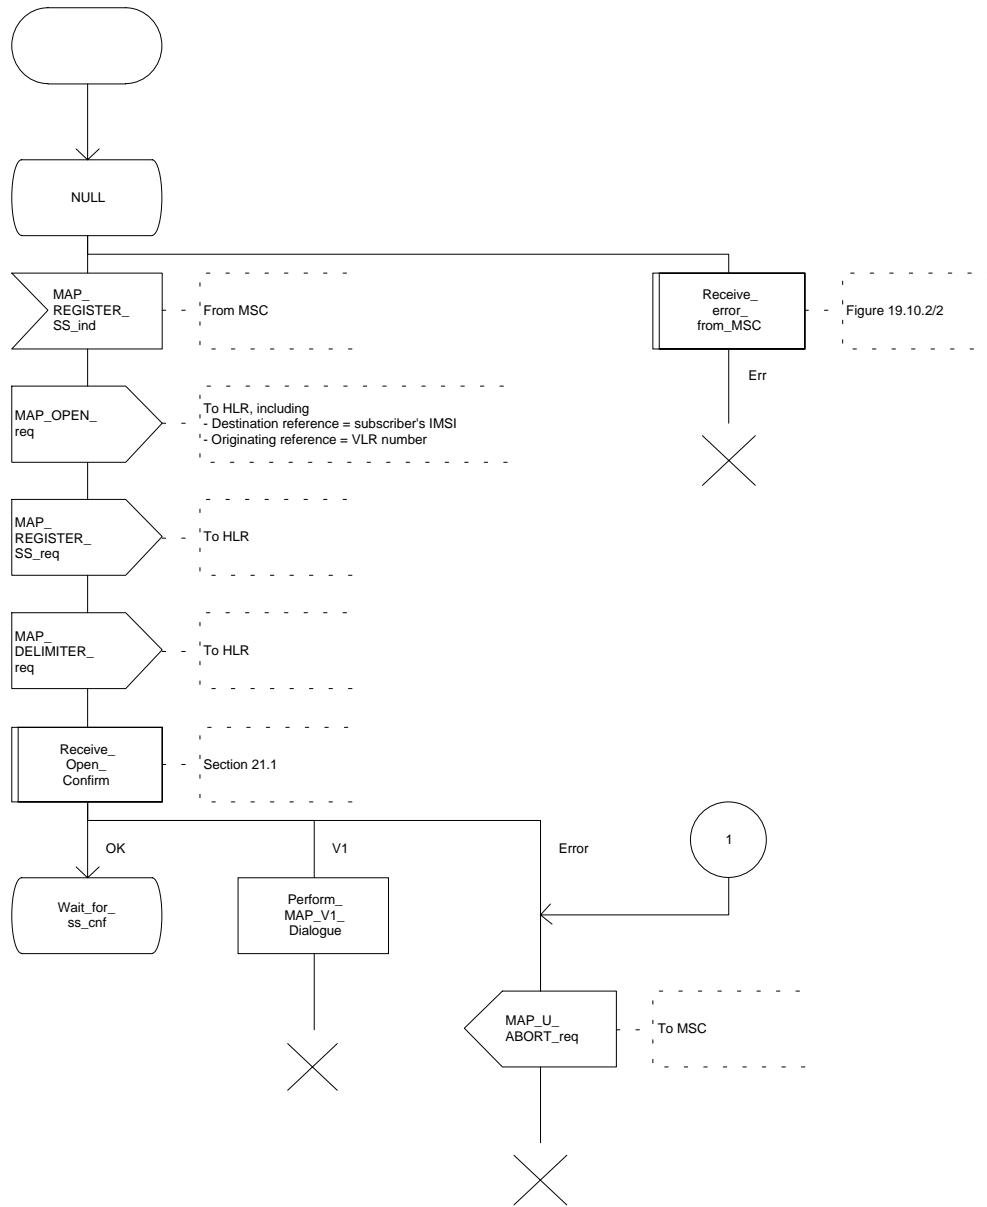 NULL
MAP_
REGISTER_
SS_ind
From MSC
Receive_
error_
from_MSC
Figure 19.10.2/2
Err
MAP_OPEN_
req
To HLR, including
- Destination reference = subscriber's IMSI
- Originating reference = VLR number
MAP_
REGISTER_
SS_req
To HLR
MAP_
DELIMITER_
req
To HLR
Receive_
Open_
Confirm
Section 21.1
OK
V1
Error
1
Wait_for_
ss_cnf
Perform_
MAP_V1_
Dialogue
MAP_U_
ABORT_req
To MSC